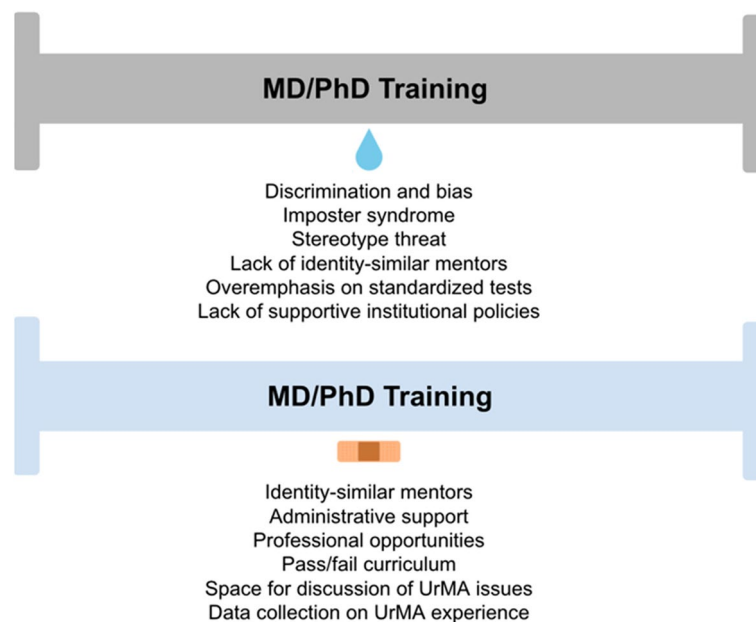 MD/PhD Training
Discrimination and bias
Imposter syndrome
Stereotype threat
Lack of identity-similar mentors
Overemphasis on standardized tests
Lack of supportive institutional policies
MD/PhD Training
Identity-similar mentors
Administrative support
Professional opportunities
Pass/fail curriculum
Space for discussion of UrMA issues
Data collection on UrMA experience